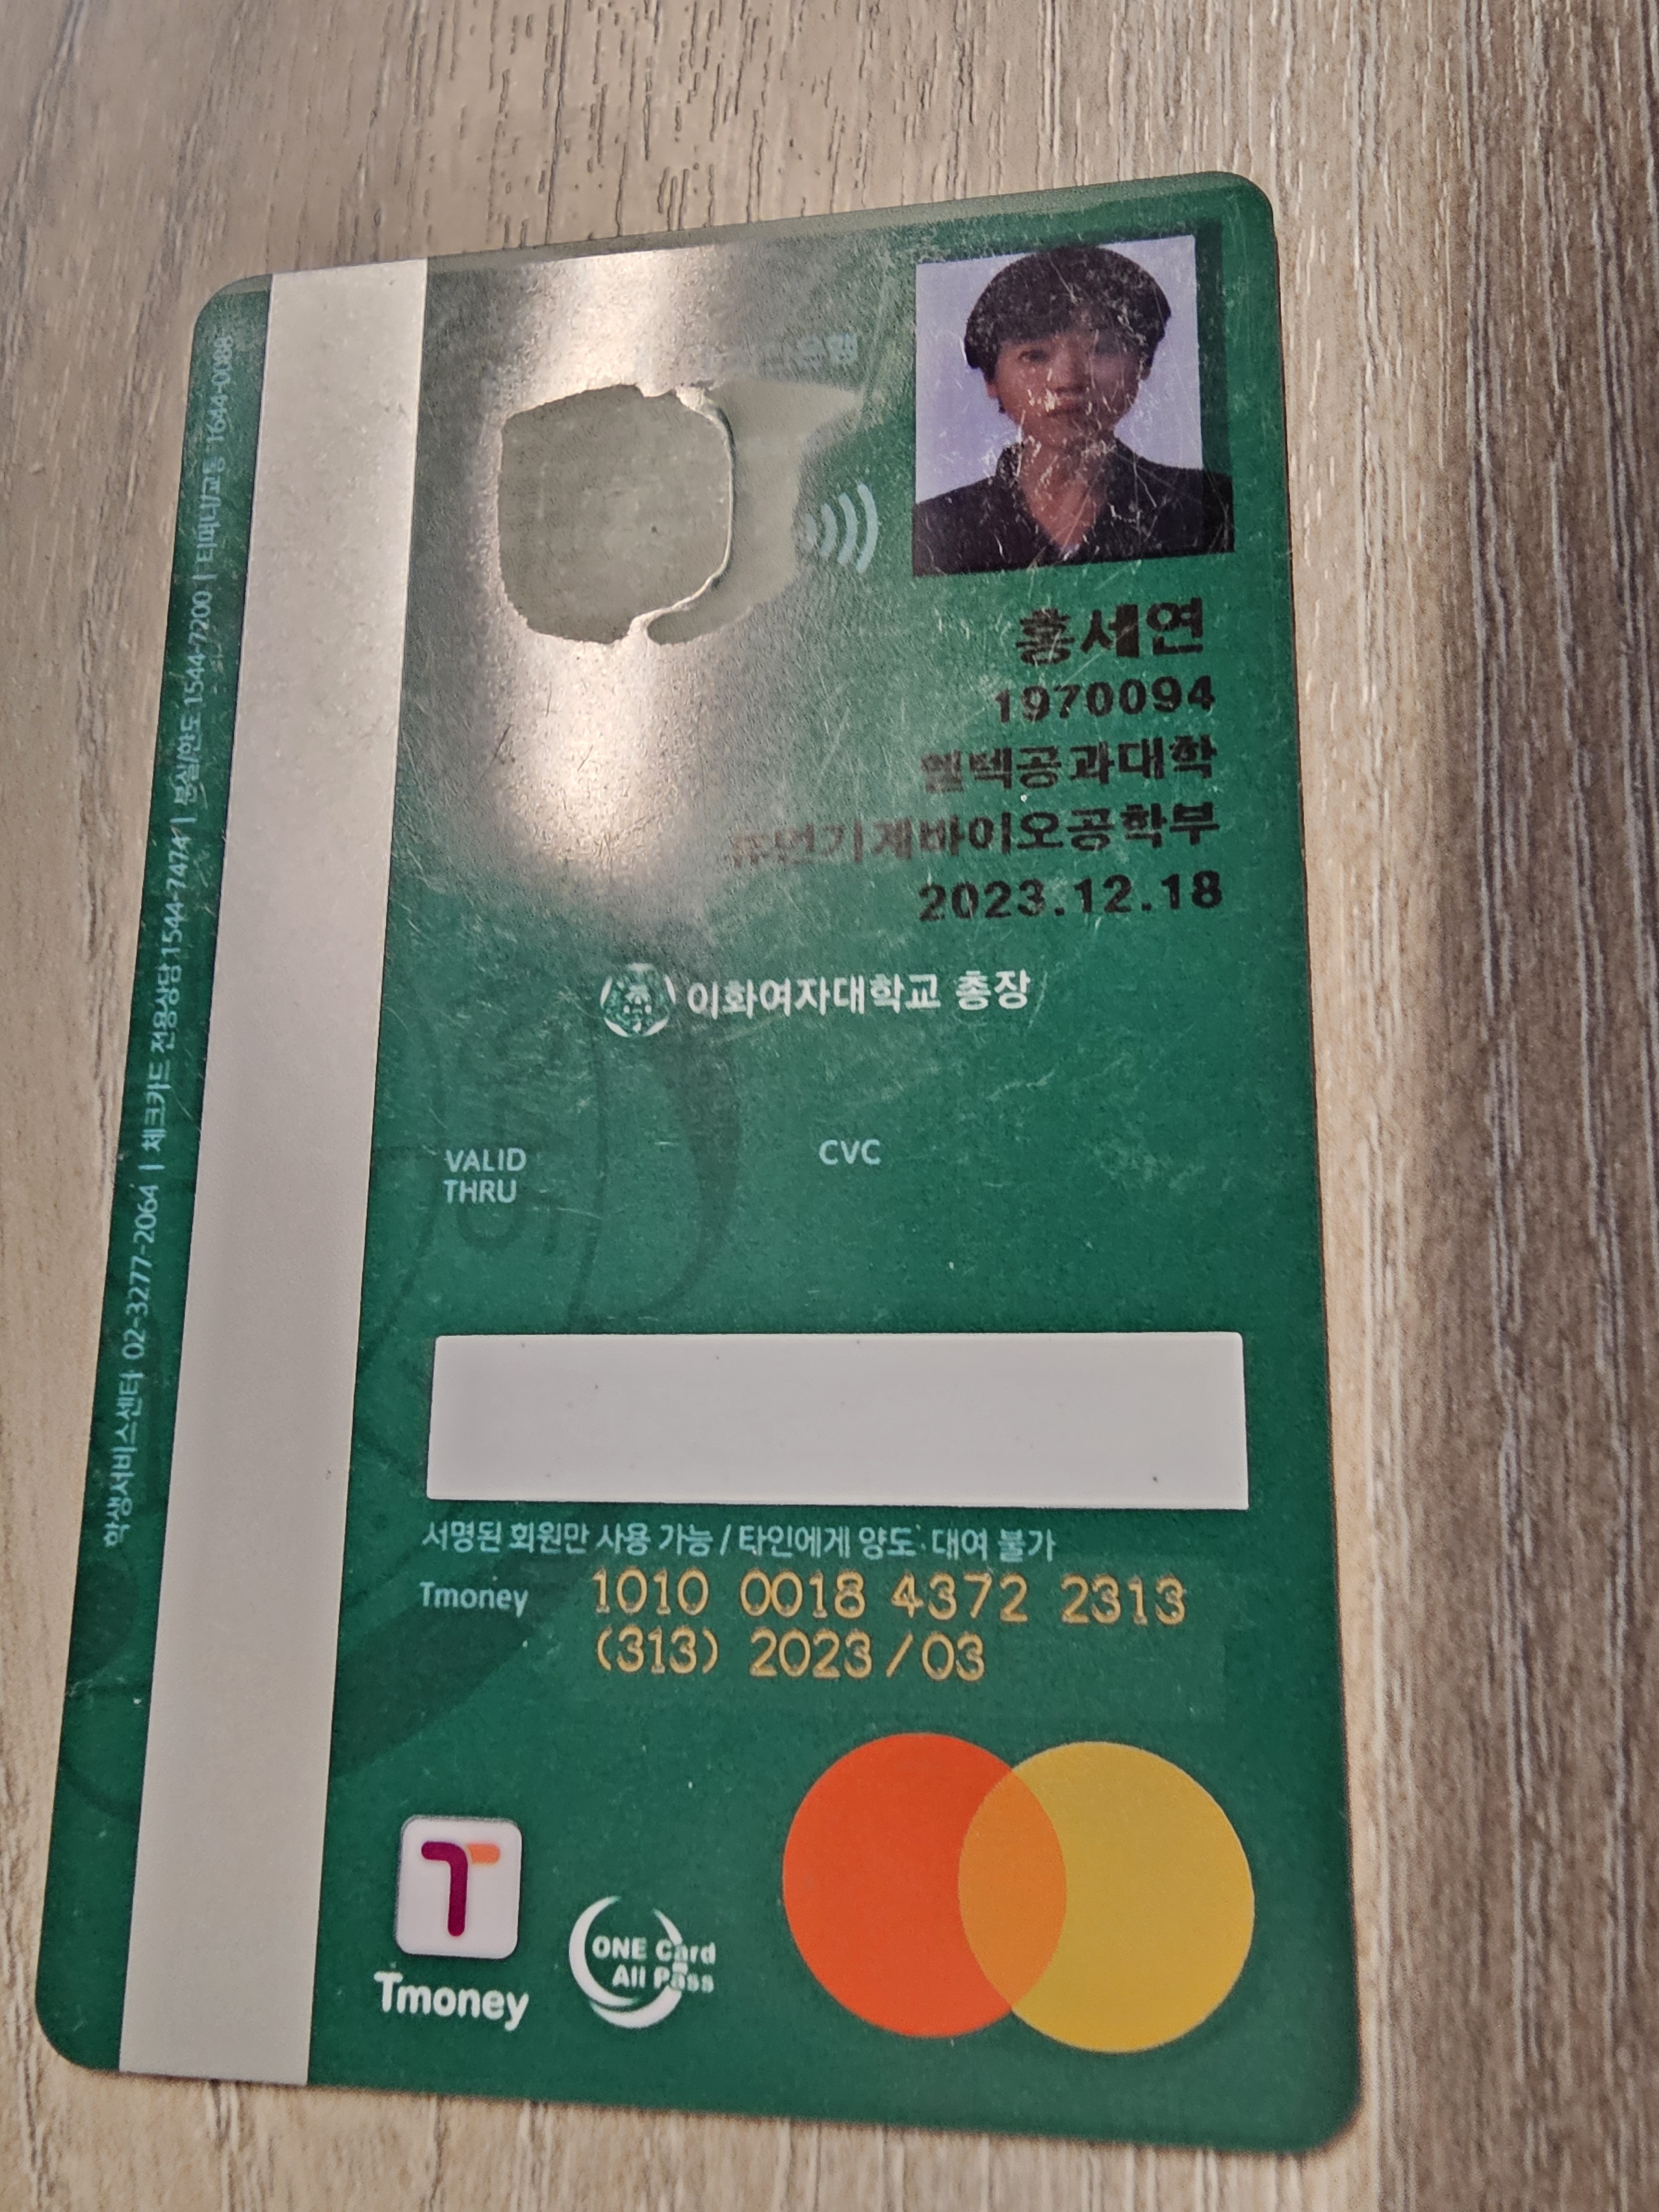 은행
홍세연
1970094
엘텍공과대학
휴먼기계바이오공학부
2023.12.18
이화여자대학교 총장
VALID
THRU
CVC
서명된 회원만 사용 가능 / 타인에게 양도·대여 불가
Tmoney 1010 0018 4372 2313
(313) 2023/03
Tmoney
ONE Card
All Pass
학생서비스센터 02-3277-2064 | 체크카드 전용상담 1544-7474 | 분실/한도 1544-7200 | 티머니/교통 1644-0088